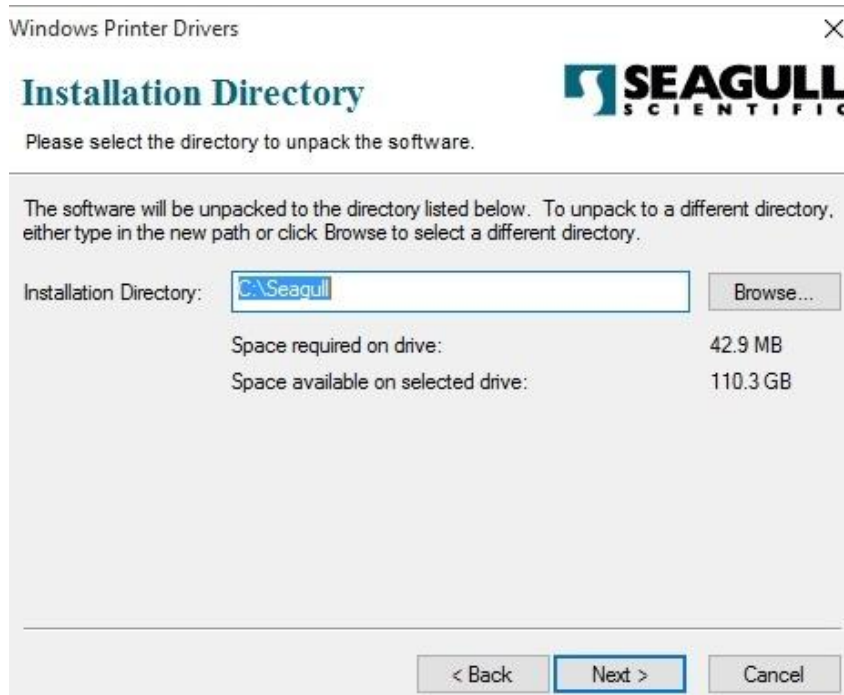 Windows Printer Drivers
Installation Directory
SEAGULL
SCIENTIFIC
Please select the directory to unpack the software.
The software will be unpacked to the directory listed below.  To unpack to a different directory,
either type in the new path or click Browse to select a different directory.
Installation Directory: C:\Seagull Browse...
Space required on drive: 42.9 MB
Space available on selected drive: 110.3 GB
< Back Next > Cancel